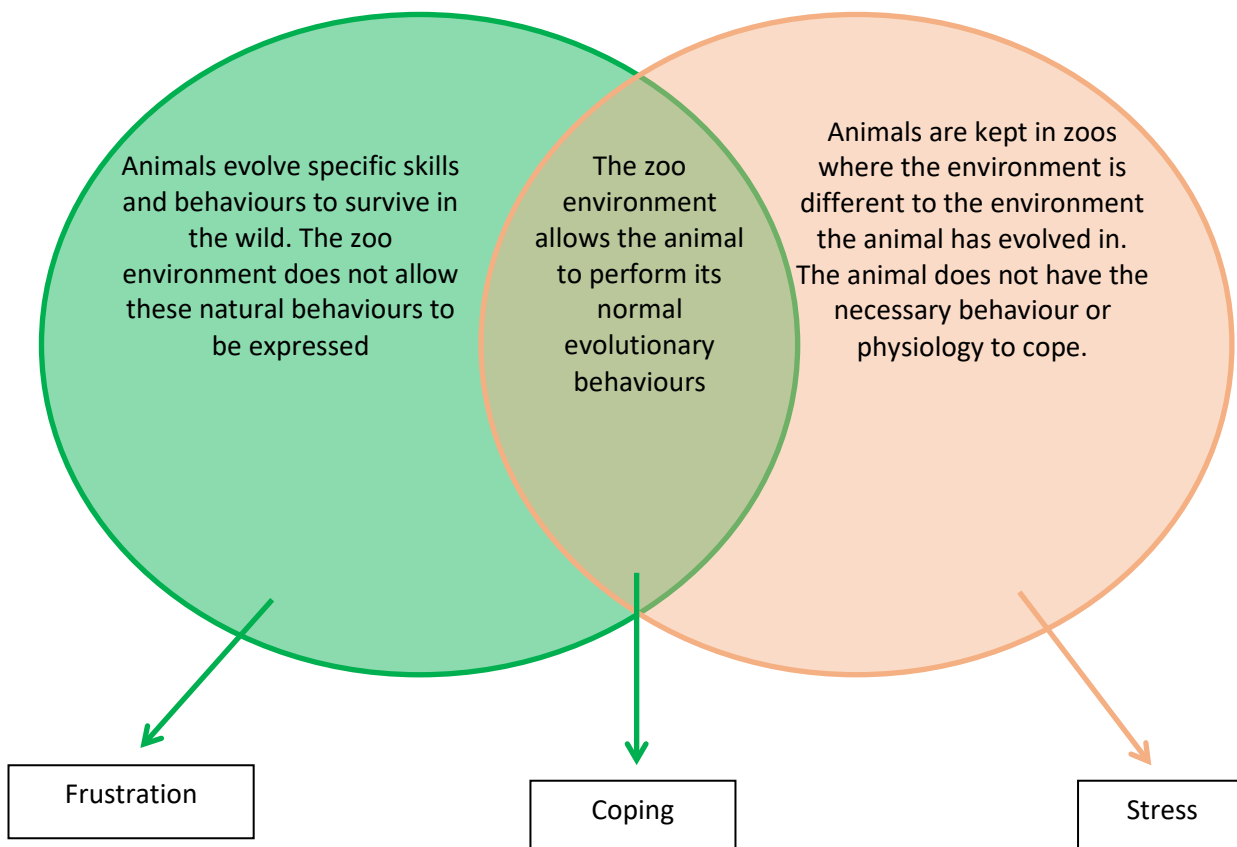 Animals evolve specific skills
and behaviours to survive in
the wild. The zoo
environment does not allow
these natural behaviours to
be expressed
The zoo
environment
allows the animal
to perform its
normal
evolutionary
behaviours
Animals are kept in zoos
where the environment is
different to the environment
the animal has evolved in.
The animal does not have the
necessary behaviour or
physiology to cope.
Frustration
Coping
Stress